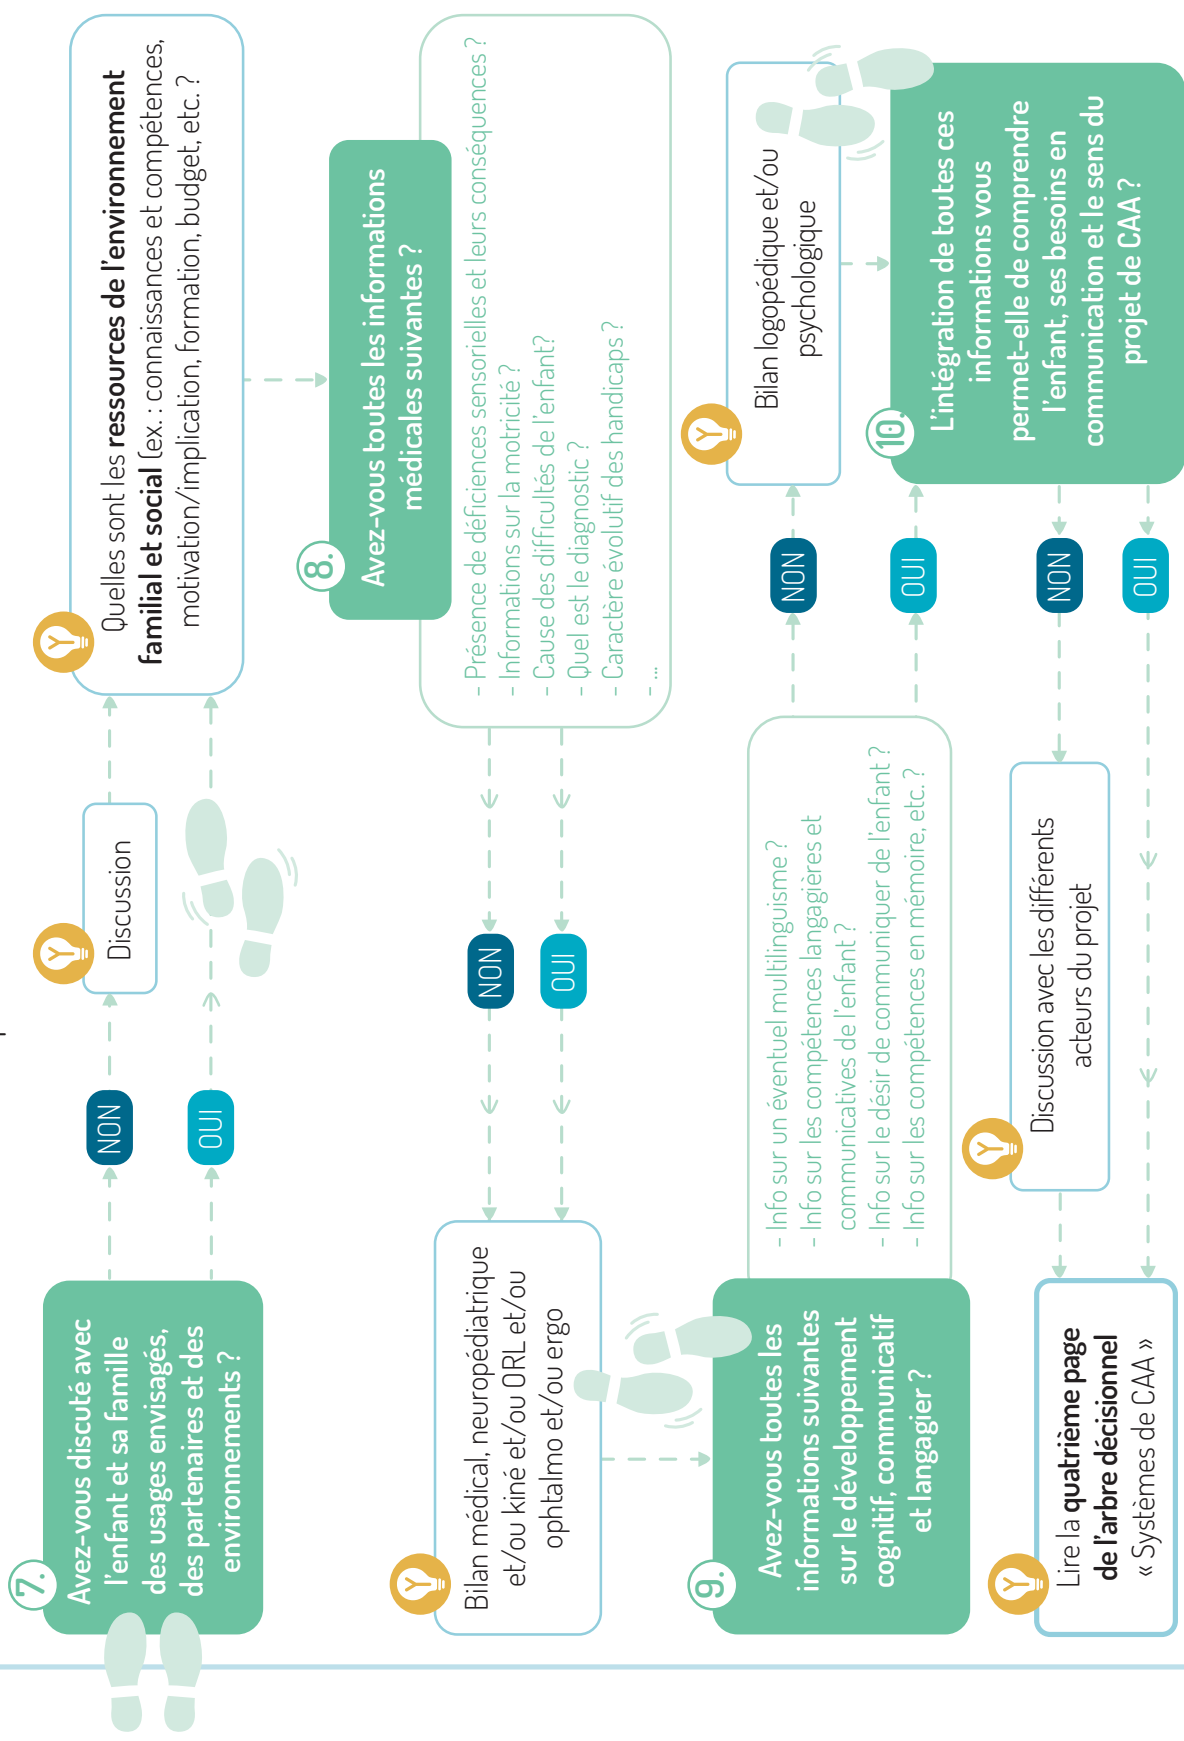 7.
Avez-vous discuté avec
l'enfant et sa famille
des usages envisagés,
des partenaires et des
environnements ?
NON
OUI
Discussion
Quelles sont les ressources de l'environnement
familial et social (ex. : connaissances et compétences,
motivation/implication, formation, budget, etc. ?
8.
Avez-vous toutes les informations
médicales suivantes ?
- Présence de déficiences sensorielles et leurs conséquences ?
- Informations sur la motricité ?
- Cause des difficultés de l'enfant?
- Quel est le diagnostic ?
- Caractère évolutif des handicaps ?
- ...
NON
OUI
Bilan médical, neuropédiatrique
et/ou kiné et/ou ORL et/ou
ophtalmo et/ou ergo
9.
Avez-vous toutes les
informations suivantes
sur le développement
cognitif, communicatif
et langagier ?
- Info sur un éventuel multilinguisme ?
- Info sur les compétences langagières et
communicatives de l'enfant ?
- Info sur le désir de communiquer de l'enfant ?
- Info sur les compétences en mémoire, etc. ?
NON
OUI
Bilan logopédique et/ou
psychologique
10.
L'intégration de toutes ces
informations vous
permet-elle de comprendre
l'enfant, ses besoins en
communication et le sens du
projet de CAA ?
NON
OUI
Discussion avec les différents
acteurs du projet
Lire la quatrième page
de l'arbre décisionnel
« Systèmes de CAA »